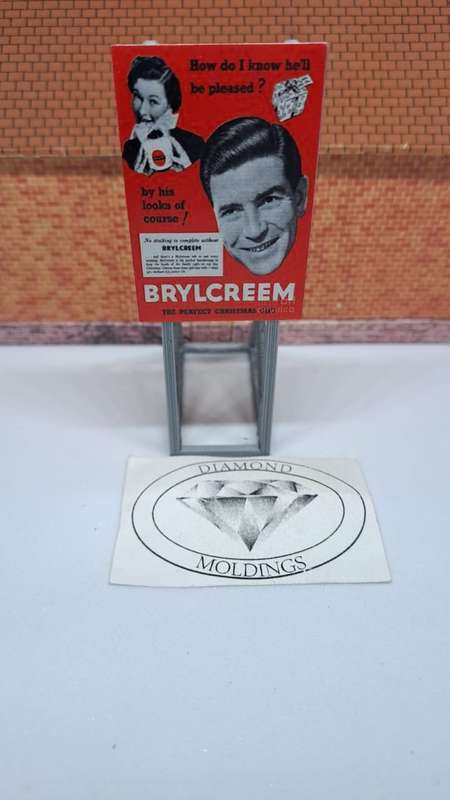 How do I know he'll
be pleased?
by his
looks of
course!
No stocking is complete without
BRYLCREEM
BRYLCREEM
THE PERFECT CHRISTMAS GIFT
DIAMOND
MOLDINGS